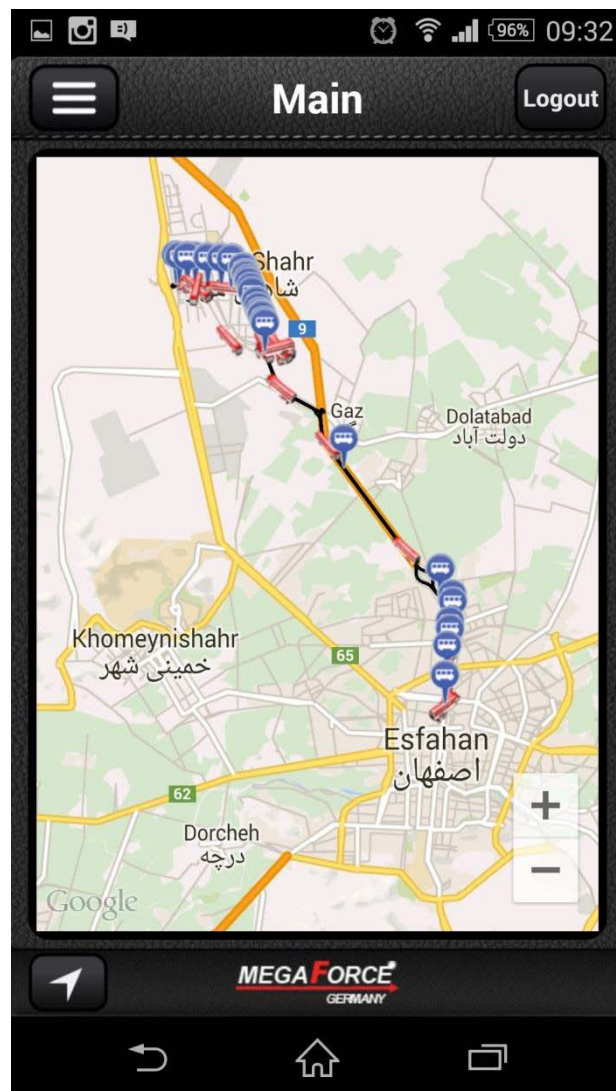 96% 09:32
Main
Logout
Shahr
9
Gaz
Dolatabad
دولت آباد
Khomeynishahr
خمینی شهر
65
Esfahan
اصفهان
62
Dorcheh
درچه
+
−
Google
MEGAFORCE
GERMANY